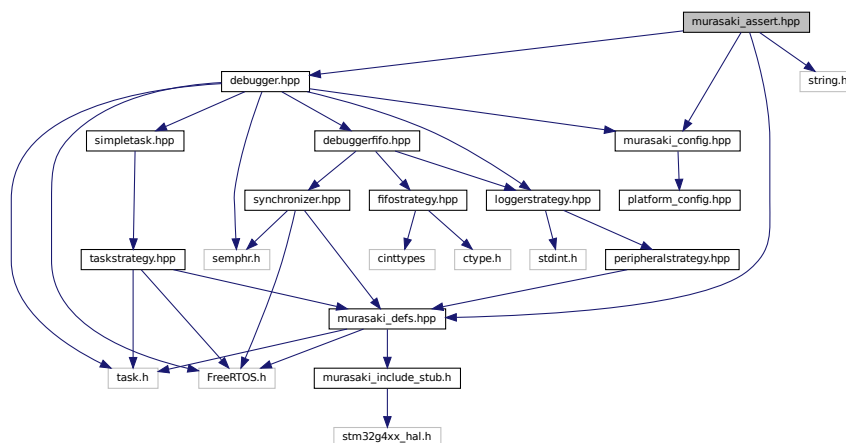 murasaki_assert.hpp
debugger.hpp
string.h
simpletask.hpp
debuggerfifo.hpp
murasaki_config.hpp
synchronizer.hpp
fifostrategy.hpp
loggerstrategy.hpp
platform_config.hpp
taskstrategy.hpp
semphr.h
cinttypes
ctype.h
stdint.h
peripheralstrategy.hpp
murasaki_defs.hpp
task.h
FreeRTOS.h
murasaki_include_stub.h
stm32g4xx_hal.h